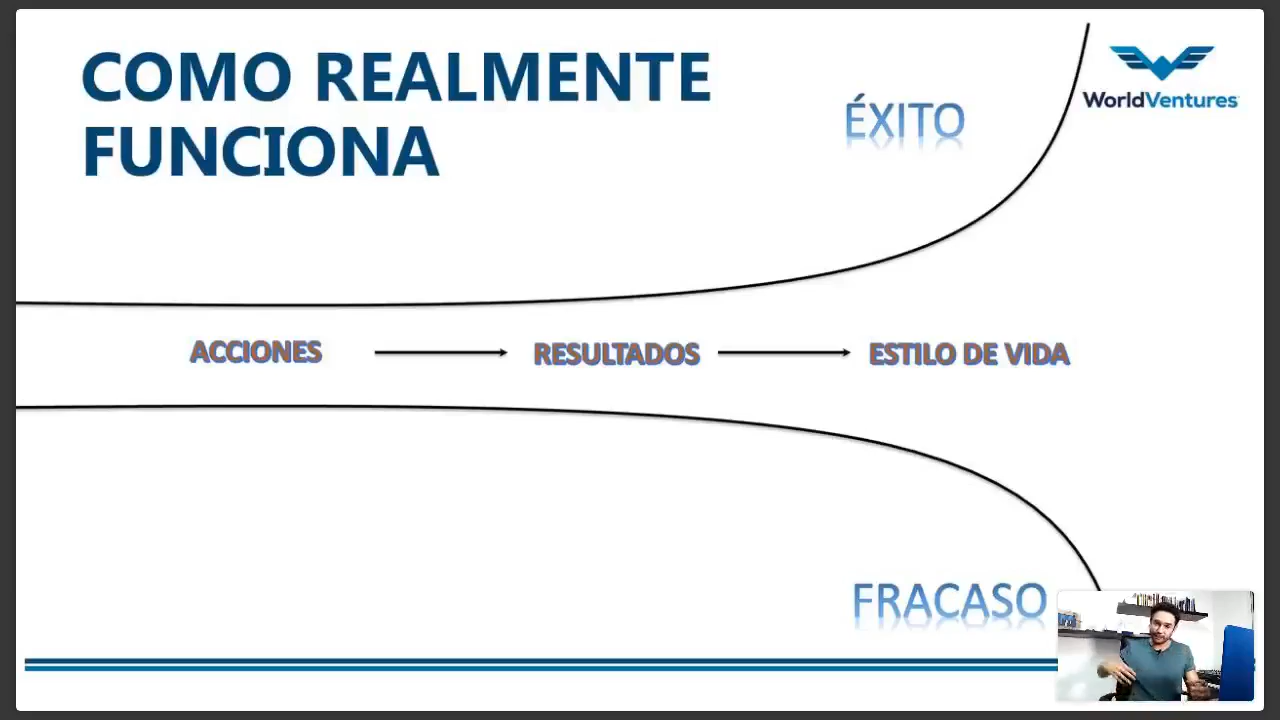 COMO REALMENTE
FUNCIONA
ÉXITO
WorldVentures
ACCIONES
RESULTADOS
ESTILO DE VIDA
FRACASO